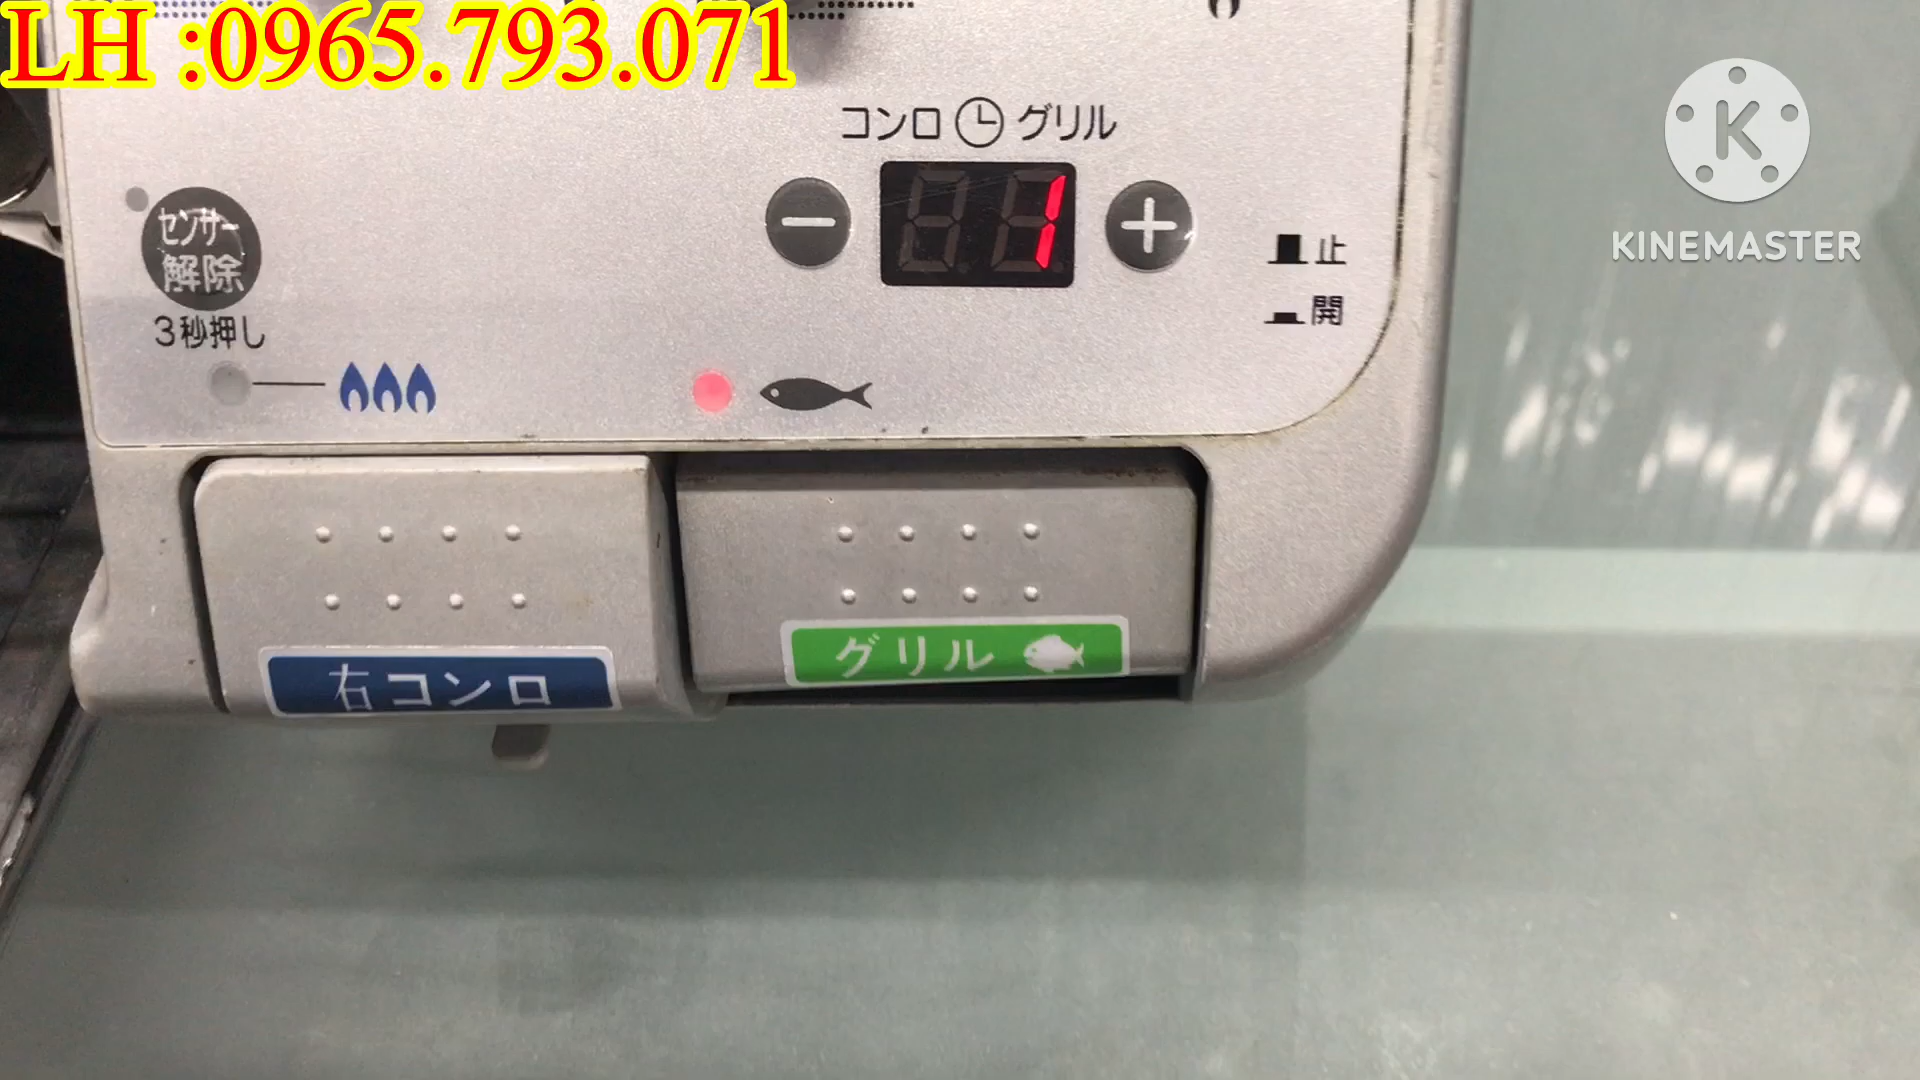 LH :0965.793.071
コンロ グリル
1
センサー
解除
3秒押し
止
開
右コンロ
グリル
K
KINEMASTER